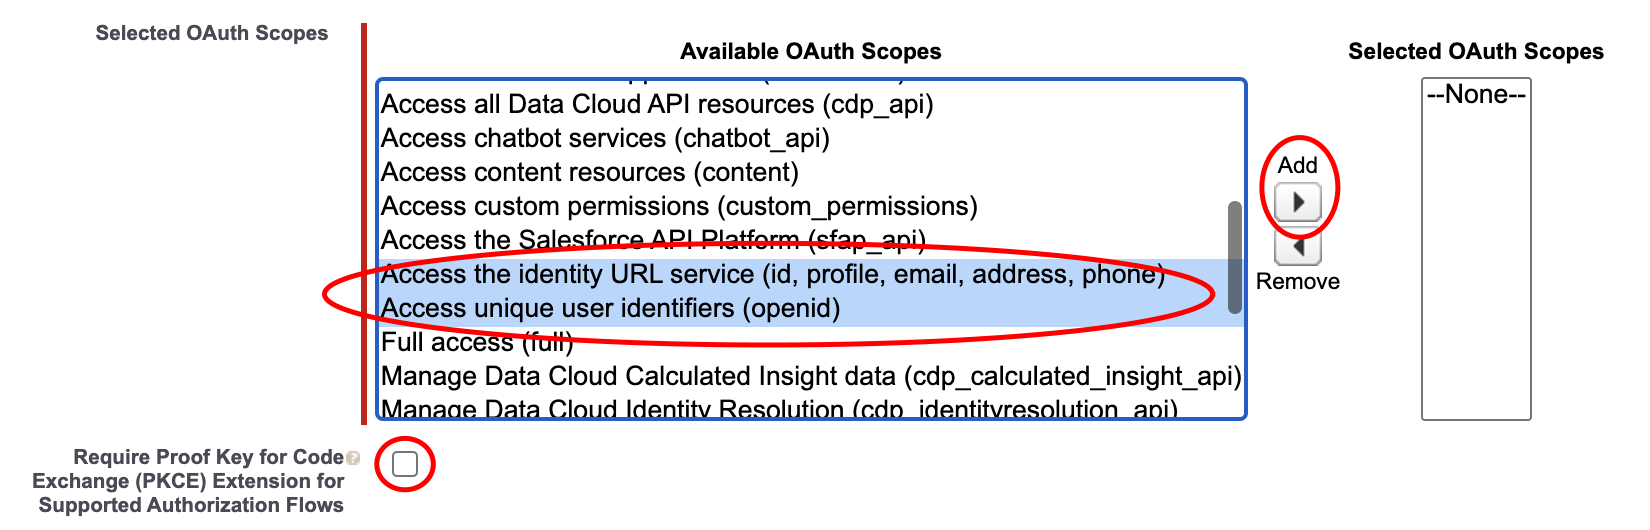 Selected OAuth Scopes
Available OAuth Scopes
Selected OAuth Scopes
Access all Data Cloud API resources (cdp_api)
Access chatbot services (chatbot_api)
Access content resources (content)
Access custom permissions (custom_permissions)
Access the Salesforce API Platform (sfap_api)
Access the identity URL service (id, profile, email, address, phone)
Access unique user identifiers (openid)
Full access (full)
Manage Data Cloud Calculated Insight data (cdp_calculated_insight_api)
Manage Data Cloud Identity Resolution (cdp_identityresolution_api)
Add
Remove
--None--
Require Proof Key for Code
Exchange (PKCE) Extension for
Supported Authorization Flows